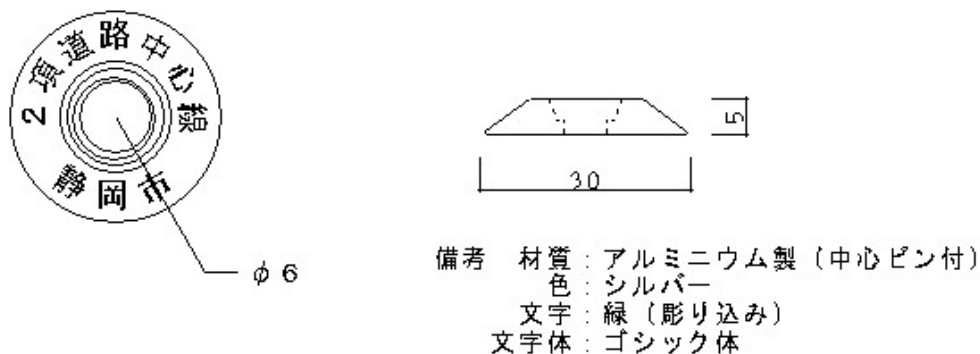 2項道路中心線
静岡市
φ6
5
30
備考 材質：アルミニウム製（中心ピン付）
色：シルバー
文字：緑（彫り込み）
文字体：ゴシック体